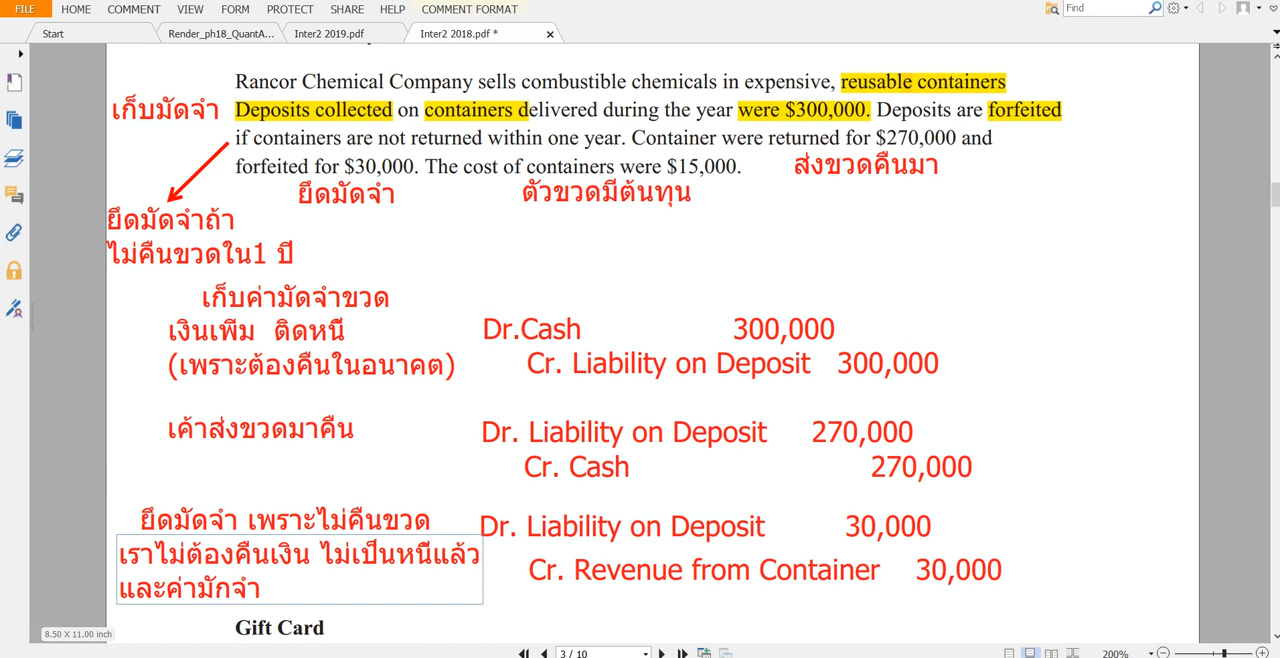 FILE HOME COMMENT VIEW FORM PROTECT SHARE HELP COMMENT FORMAT Find
Start Render_ph18_QuantA... Inter2 2019.pdf Inter2 2018.pdf *
Rancor Chemical Company sells combustible chemicals in expensive, reusable containers
เก็บมัดจำ Deposits collected on containers delivered during the year were $300,000. Deposits are forfeited
if containers are not returned within one year. Container were returned for $270,000 and
forfeited for $30,000. The cost of containers were $15,000. ส่งขวดคืนมา
ยึดมัดจำ ตัวขวดมีต้นทุน
ยึดมัดจำถ้า
ไม่คืนขวดใน1 ปี
เก็บค่ามัดจำขวด
เงินเพิ่ม ติดหนี้ Dr.Cash 300,000
(เพราะต้องคืนในอนาคต) Cr. Liability on Deposit 300,000
เค้าส่งขวดมาคืน Dr. Liability on Deposit 270,000
Cr. Cash 270,000
ยึดมัดจำ เพราะไม่คืนขวด Dr. Liability on Deposit 30,000
เราไม่ต้องคืนเงิน ไม่เป็นหนี้แล้ว
และค่ามักจำ Cr. Revenue from Container 30,000
Gift Card
8.50 X 11.00 inch
3 / 10 200%